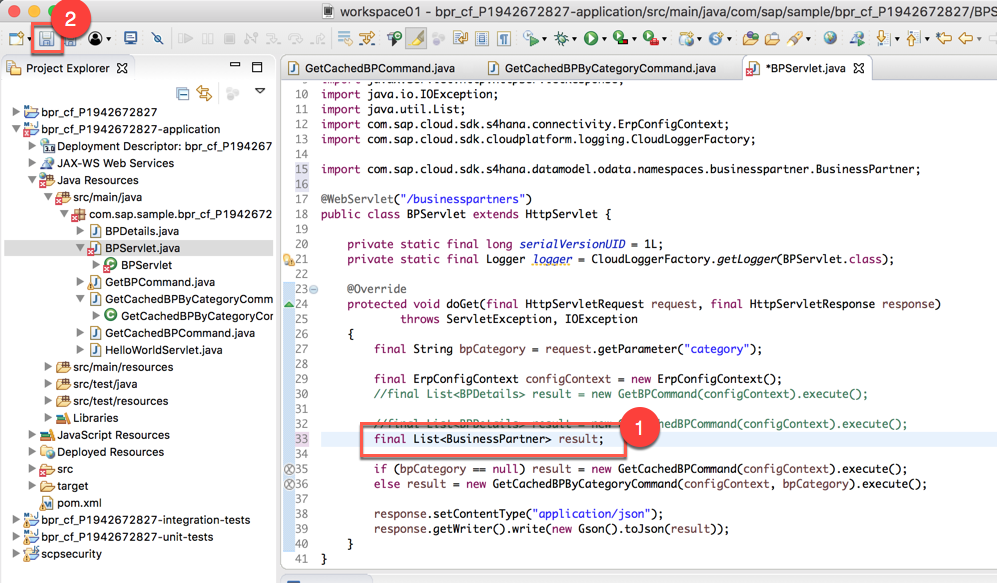 workspace01 - bpr_cf_P1942672827-application/src/main/java/com/sap/sample/bpr_cf_P1942672827/BPS
2
Project Explorer
GetCachedBPCommand.java
GetCachedBPByCategoryCommand.java
*BPServlet.java
bpr_cf_P1942672827
bpr_cf_P1942672827-application
Deployment Descriptor: bpr_cf_P194267
JAX-WS Web Services
Java Resources
src/main/java
com.sap.sample.bpr_cf_P1942672
BPDetails.java
BPServlet.java
BPServlet
GetBPCommand.java
GetCachedBPByCategoryComm
GetCachedBPByCategoryCor
GetCachedBPCommand.java
HelloWorldServlet.java
src/main/resources
src/test/java
src/test/resources
Libraries
JavaScript Resources
Deployed Resources
src
target
pom.xml
bpr_cf_P1942672827-integration-tests
bpr_cf_P1942672827-unit-tests
scpsecurity
10 import java.io.IOException;
11 import java.util.List;
12 import com.sap.cloud.sdk.s4hana.connectivity.ErpConfigContext;
13 import com.sap.cloud.sdk.cloudplatform.logging.CloudLoggerFactory;
14
15 import com.sap.cloud.sdk.s4hana.datamodel.odata.namespaces.businesspartner.BusinessPartner;
16
17 @WebServlet("/businesspartners")
18 public class BPServlet extends HttpServlet {
19
20 private static final long serialVersionUID = 1L;
21 private static final Logger logger = CloudLoggerFactory.getLogger(BPServlet.class);
22
23 @Override
24 protected void doGet(final HttpServletRequest request, final HttpServletResponse response)
25 throws ServletException, IOException
26 {
27 final String bpCategory = request.getParameter("category");
28
29 final ErpConfigContext configContext = new ErpConfigContext();
30 //final List<BPDetails> result = new GetBPCommand(configContext).execute();
31
32 //final List<BPDetails> result = new chedBPCommand(configContext).execute();
33 final List<BusinessPartner> result;
1
34
35 if (bpCategory == null) result = new GetCachedBPCommand(configContext).execute();
36 else result = new GetCachedBPByCategoryCommand(configContext, bpCategory).execute();
37
38 response.setContentType("application/json");
39 response.getWriter().write(new Gson().toJson(result));
40 }
41 }